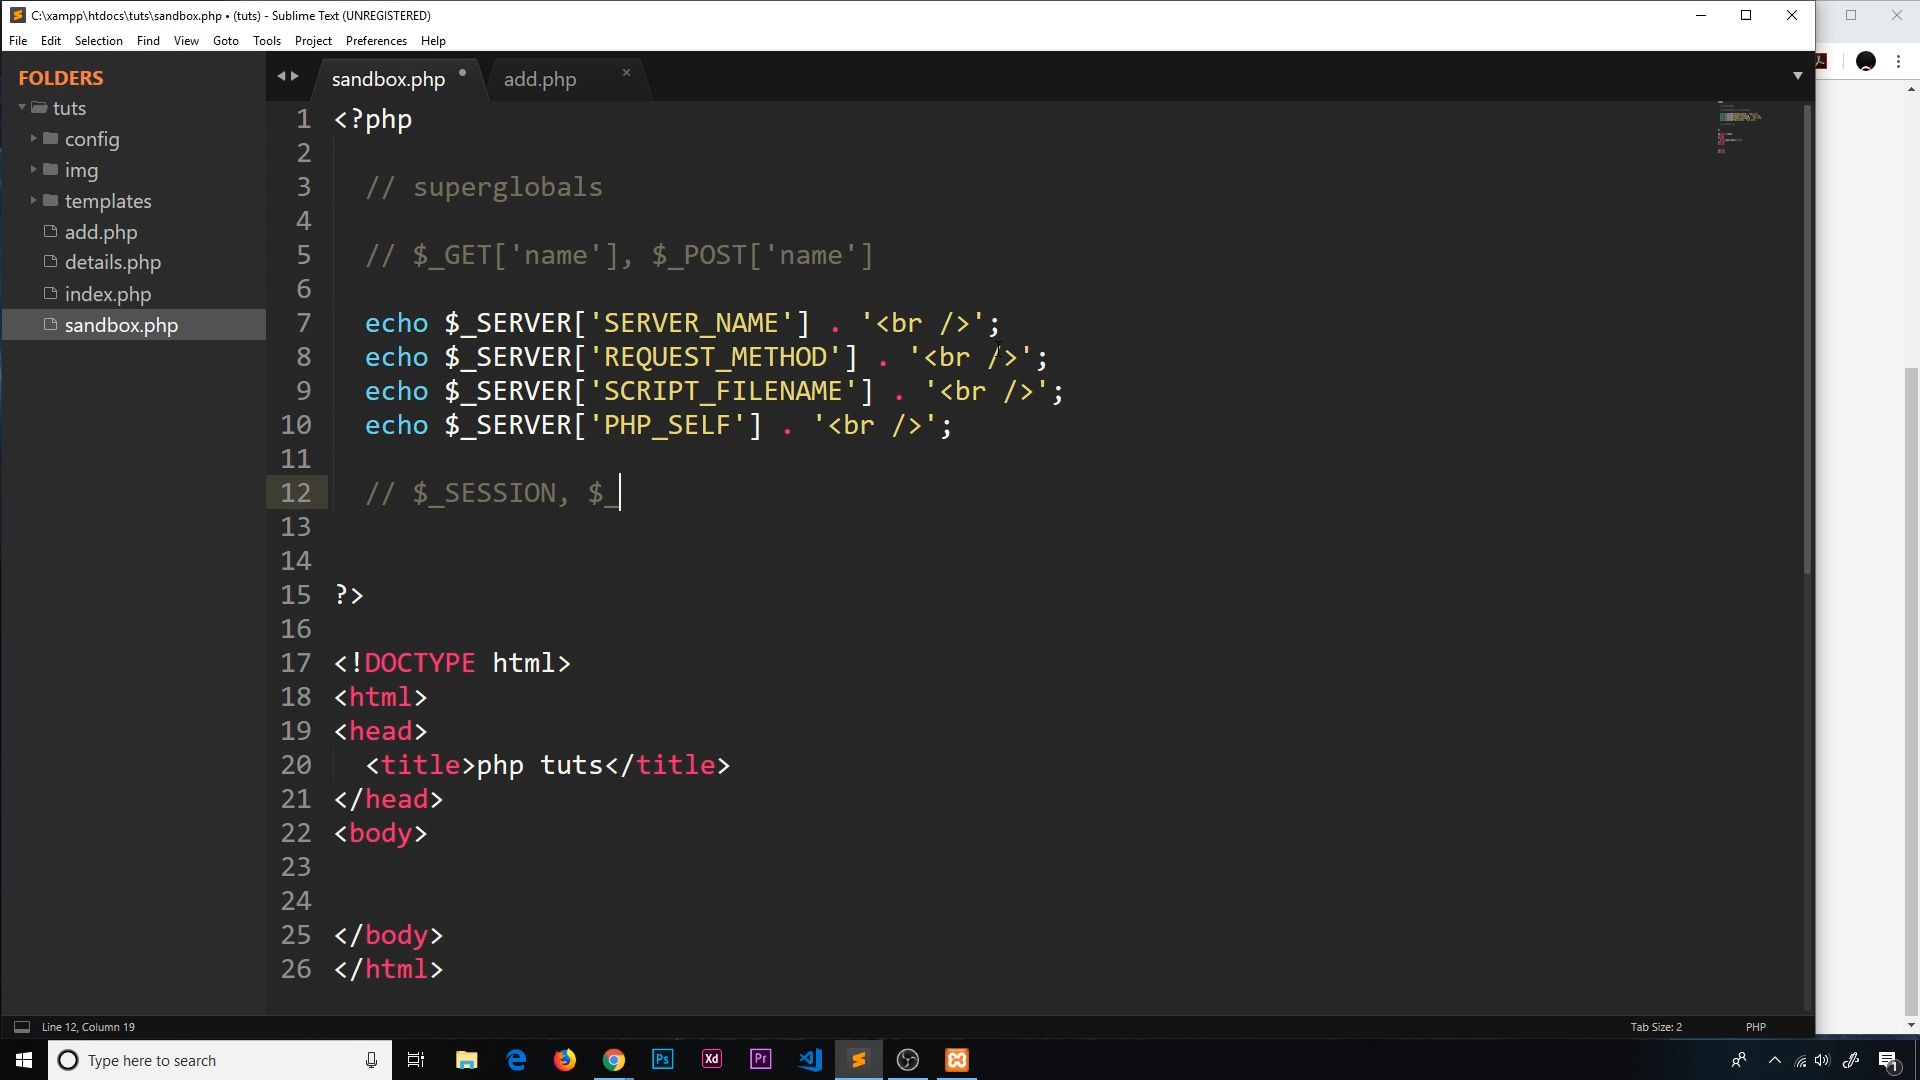 C:\xampp\htdocs\tuts\sandbox.php • (tuts) - Sublime Text (UNREGISTERED)
File Edit Selection Find View Goto Tools Project Preferences Help
FOLDERS
tuts
config
img
templates
add.php
details.php
index.php
sandbox.php
sandbox.php add.php
1 <?php
2
3 // superglobals
4
5 // $_GET['name'], $_POST['name']
6
7 echo $_SERVER['SERVER_NAME'] . '<br />';
8 echo $_SERVER['REQUEST_METHOD'] . '<br />';
9 echo $_SERVER['SCRIPT_FILENAME'] . '<br />';
10 echo $_SERVER['PHP_SELF'] . '<br />';
11
12 // $_SESSION, $_
13
14
15 ?>
16
17 <!DOCTYPE html>
18 <html>
19 <head>
20 <title>php tuts</title>
21 </head>
22 <body>
23
24
25 </body>
26 </html>
Line 12, Column 19 Tab Size: 2 PHP
Type here to search Ps Xd Pr 1